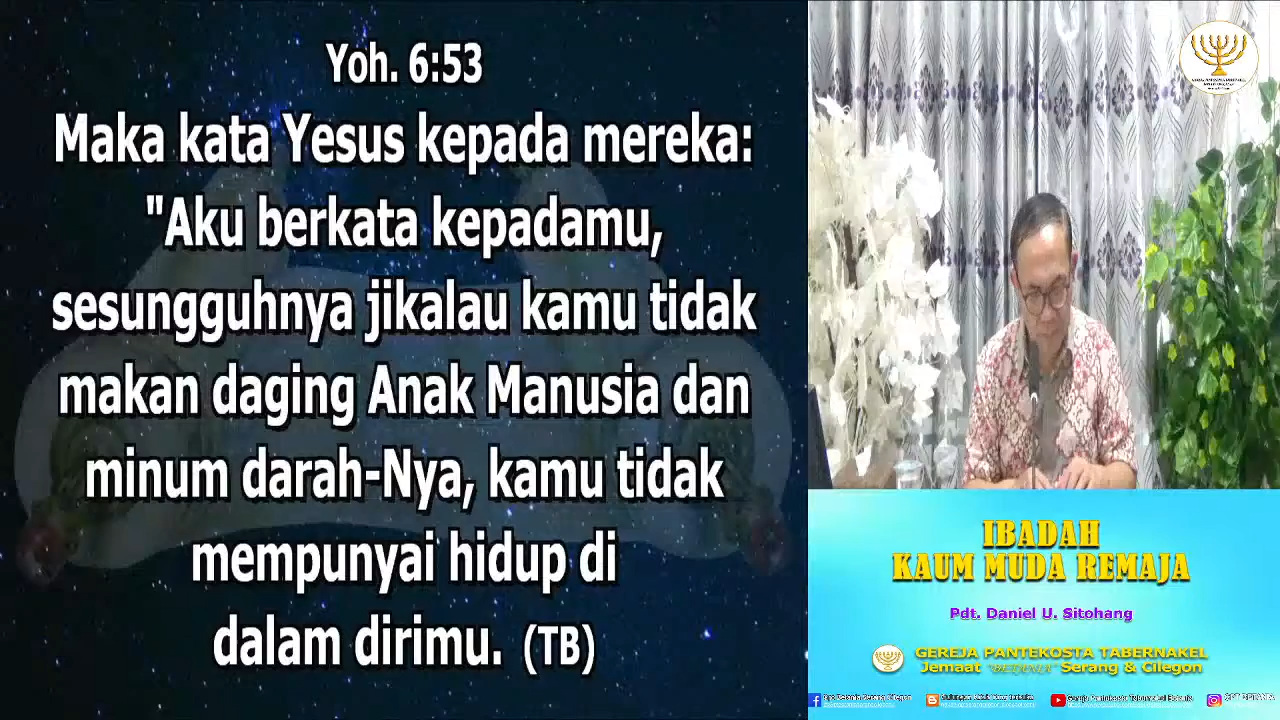 Yoh. 6:53
Maka kata Yesus kepada mereka:
"Aku berkata kepadamu,
sesungguhnya jikalau kamu tidak
makan daging Anak Manusia dan
minum darah-Nya, kamu tidak
mempunyai hidup di
dalam dirimu. (TB)
IBADAH
KAUM MUDA REMAJA
Pdt. Daniel U. Sitohang
GEREJA PANTEKOSTA TABERNAKEL
Jemaat "BETANIA" Serang & Cilegon